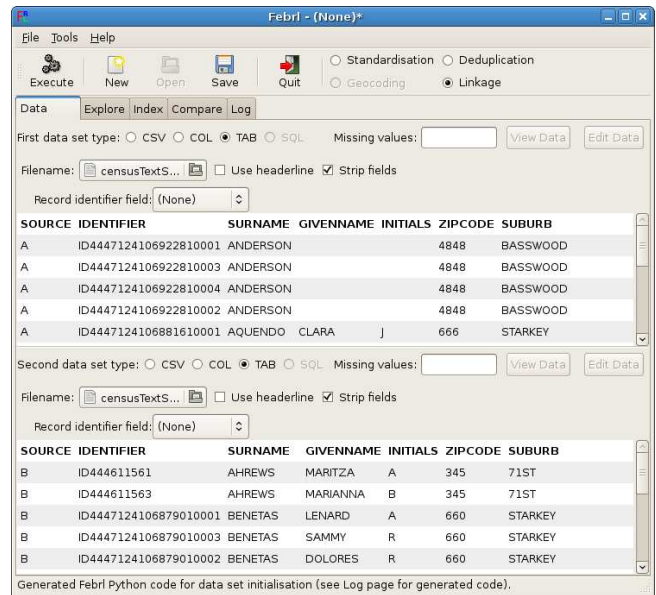 Febrl - (None)*
File Tools Help
Execute New Open Save Quit
Standardisation Deduplication
Geocoding Linkage
Data Explore Index Compare Log
First data set type: CSV COL TAB SQL Missing values: View Data Edit Data
Filename: censusTextS... Use headerline Strip fields
Record identifier field: (None)
SOURCE IDENTIFIER SURNAME GIVENNAME INITIALS ZIPCODE SUBURB
A ID4447124106922810001 ANDERSON 4848 BASSWOOD
A ID4447124106922810003 ANDERSON 4848 BASSWOOD
A ID4447124106922810004 ANDERSON 4848 BASSWOOD
A ID4447124106922810002 ANDERSON 4848 BASSWOOD
A ID4447124106881610001 AQUENDO CLARA J 666 STARKEY
Second data set type: CSV COL TAB SQL Missing values: View Data Edit Data
Filename: censusTextS... Use headerline Strip fields
Record identifier field: (None)
SOURCE IDENTIFIER SURNAME GIVENNAME INITIALS ZIPCODE SUBURB
B ID444611561 AHREWS MARITZA A 345 71ST
B ID444611563 AHREWS MARIANNA B 345 71ST
B ID4447124106879010001 BENETAS LENARD A 660 STARKEY
B ID4447124106879010003 BENETAS SAMMY R 660 STARKEY
B ID4447124106879010002 BENETAS DOLORES R 660 STARKEY
Generated Febrl Python code for data set initialisation (see Log page for generated code).